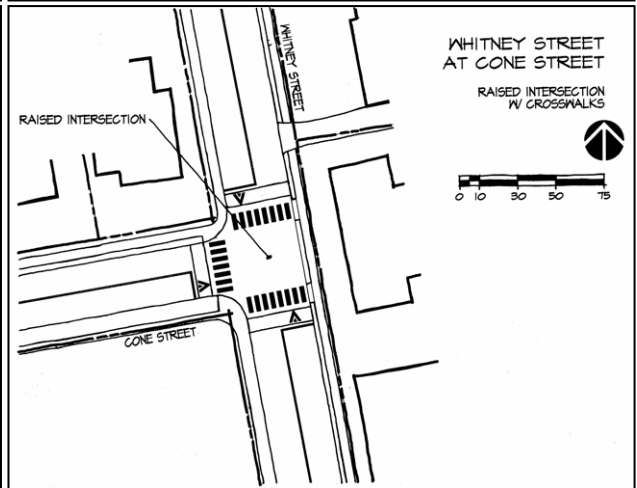 WHITNEY STREET
AT CONE STREET
RAISED INTERSECTION
W/ CROSSWALKS
0 10 30 50 75
WHITNEY STREET
RAISED INTERSECTION
CONE STREET